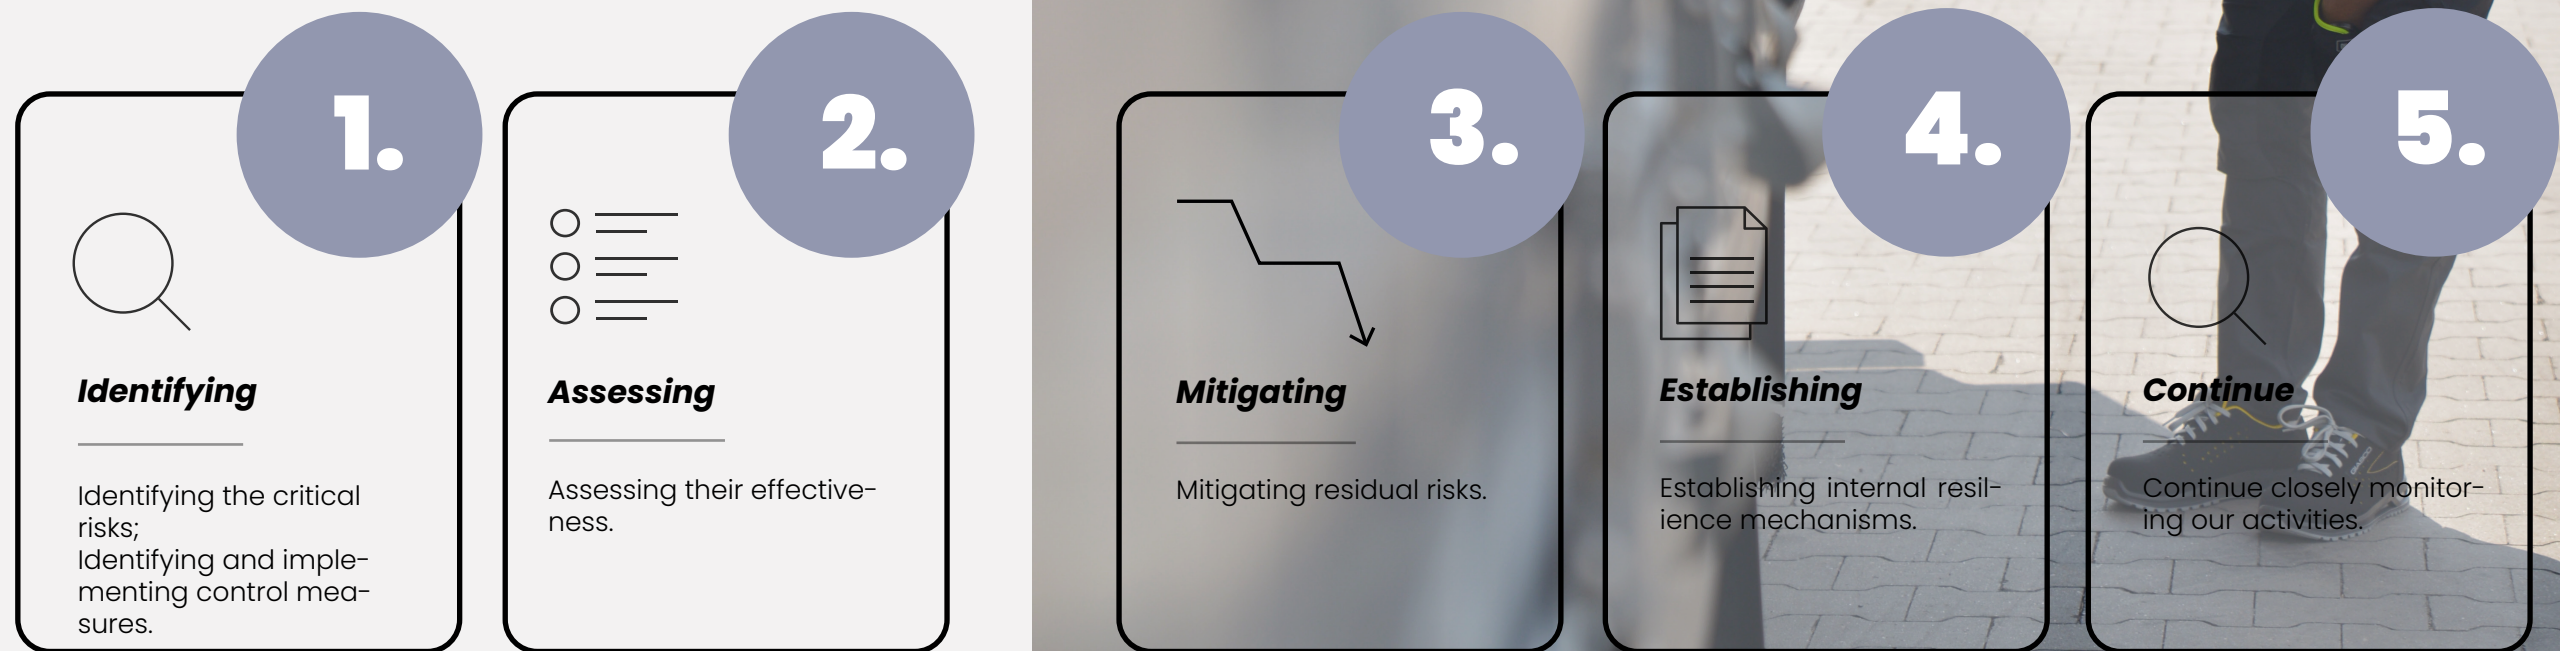 1.
Identifying
Identifying the critical
risks;
Identifying and imple-
menting control mea-
sures.
2.
Assessing
Assessing their effective-
ness.
3.
Mitigating
Mitigating residual risks.
4.
Establishing
Establishing internal resil-
ience mechanisms.
5.
Continue
Continue closely monitor-
ing our activities.